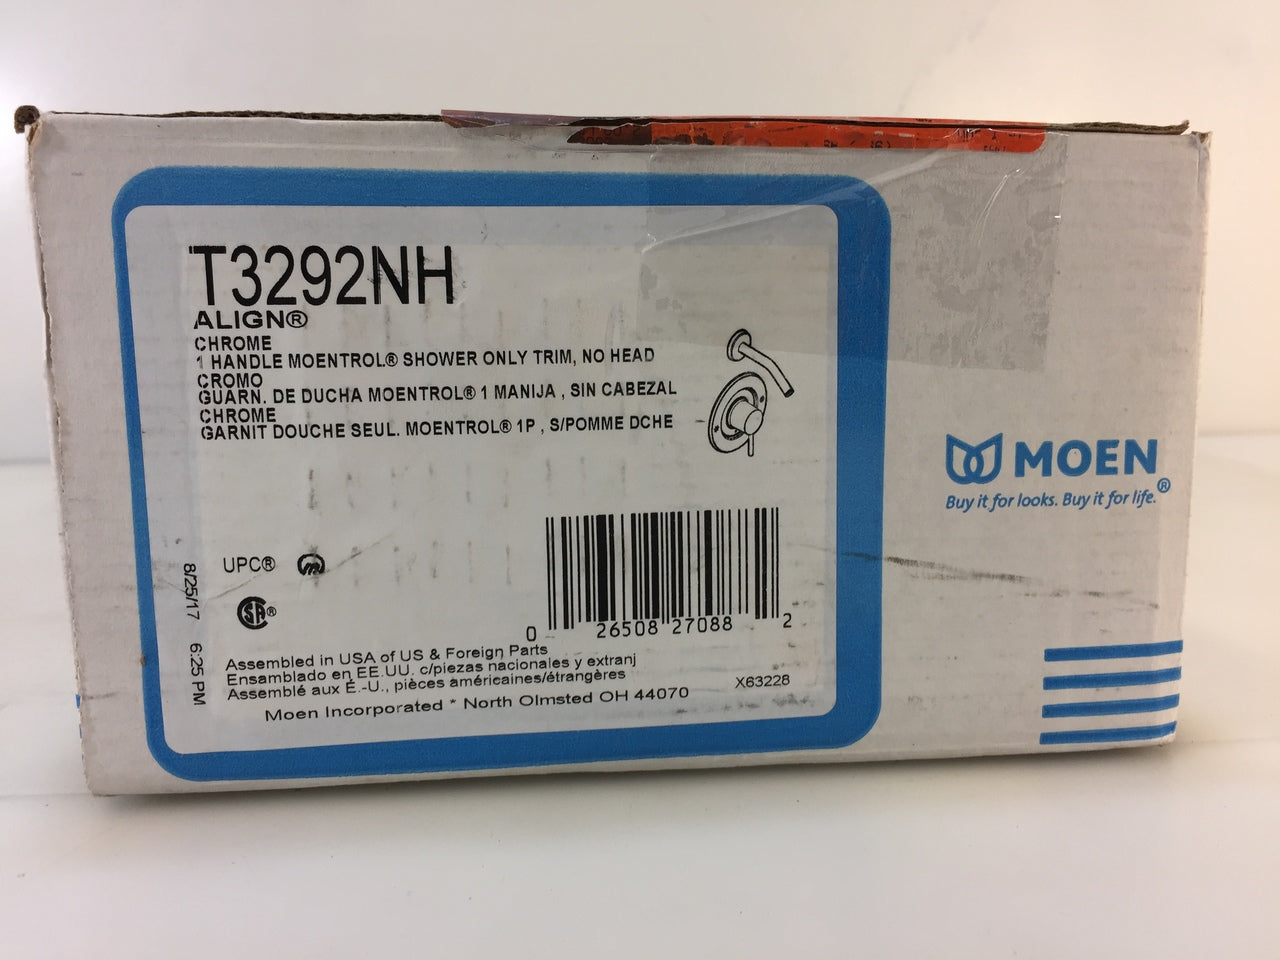 T3292NH
ALIGN®
CHROME
1 HANDLE MOENTROL® SHOWER ONLY TRIM, NO HEAD
CROMO
GUARN. DE DUCHA MOENTROL® 1 MANIJA , SIN CABEZAL
CHROME
GARNIT DOUCHE SEUL. MOENTROL® 1P , S/POMME DCHE
MOEN
Buy it for looks. Buy it for life.®
UPC®
8/25/17 6:25 PM
0 26508 27088 2
Assembled in USA of US & Foreign Parts
Ensamblado en EE.UU. c/piezas nacionales y extranj
Assemblé aux É.-U., pièces américaines/étrangères
X63228
Moen Incorporated * North Olmsted OH 44070